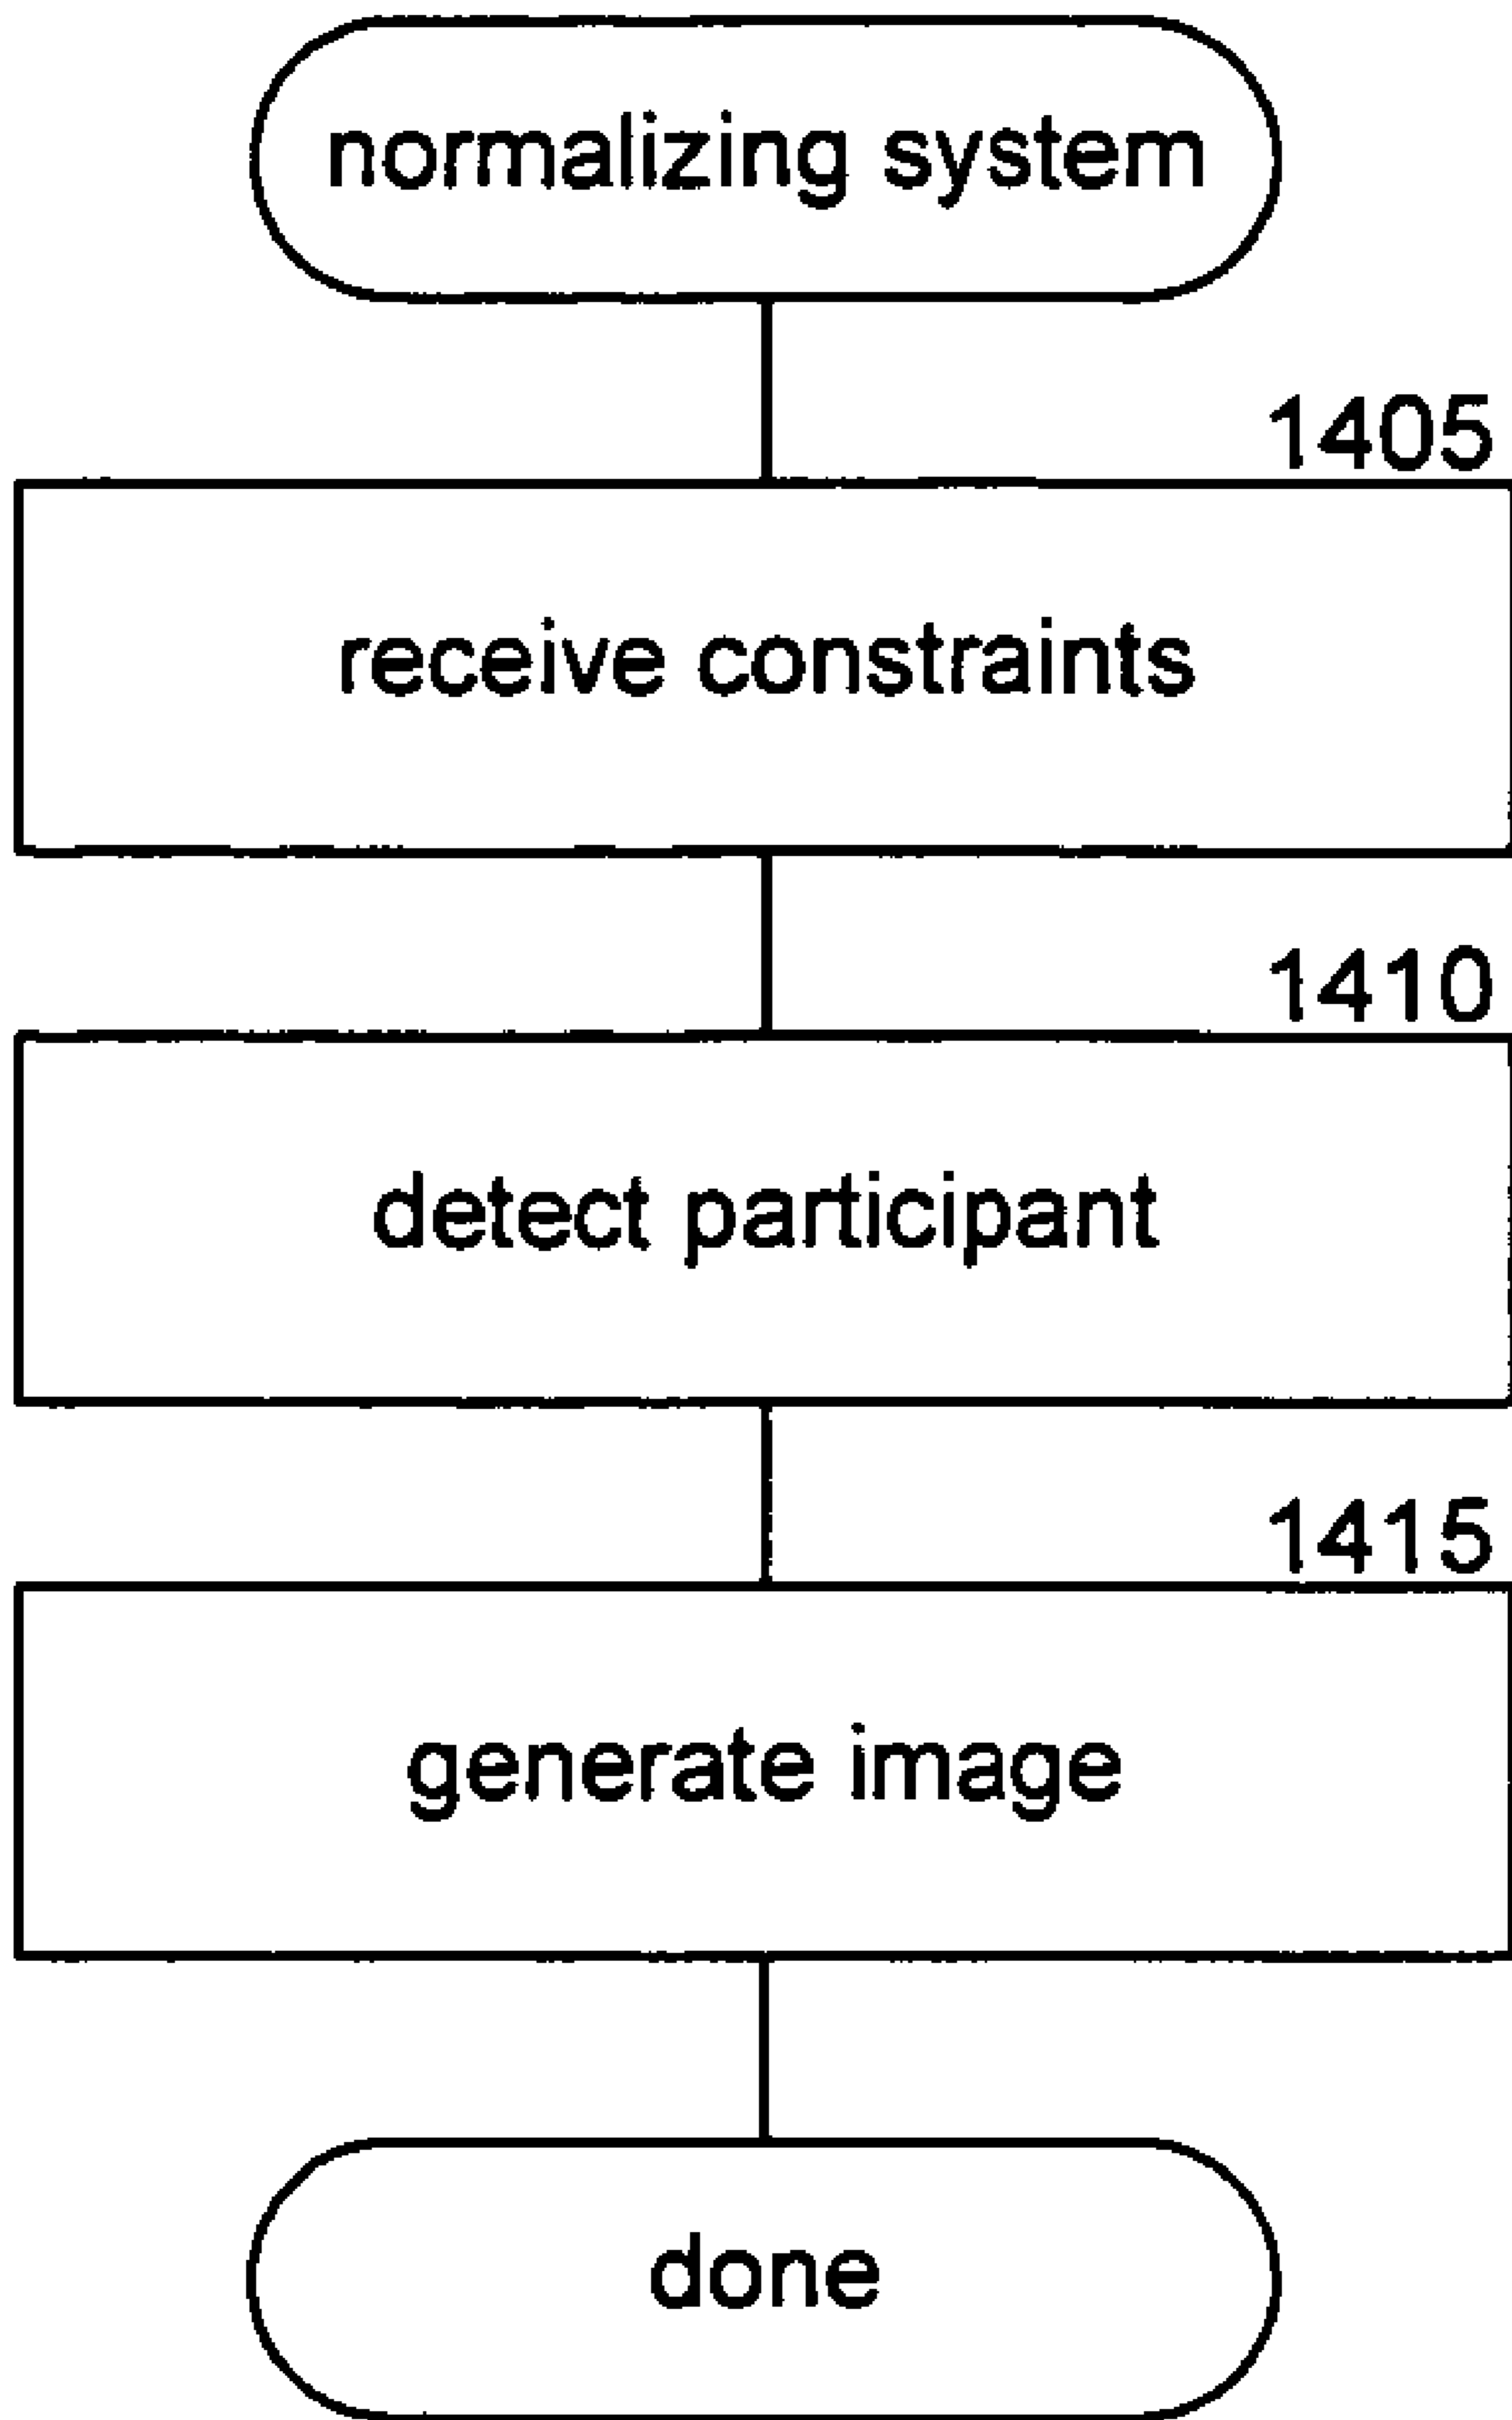 normalizing system
1405
receive constraints
1410
detect participant
1415
generate image
done